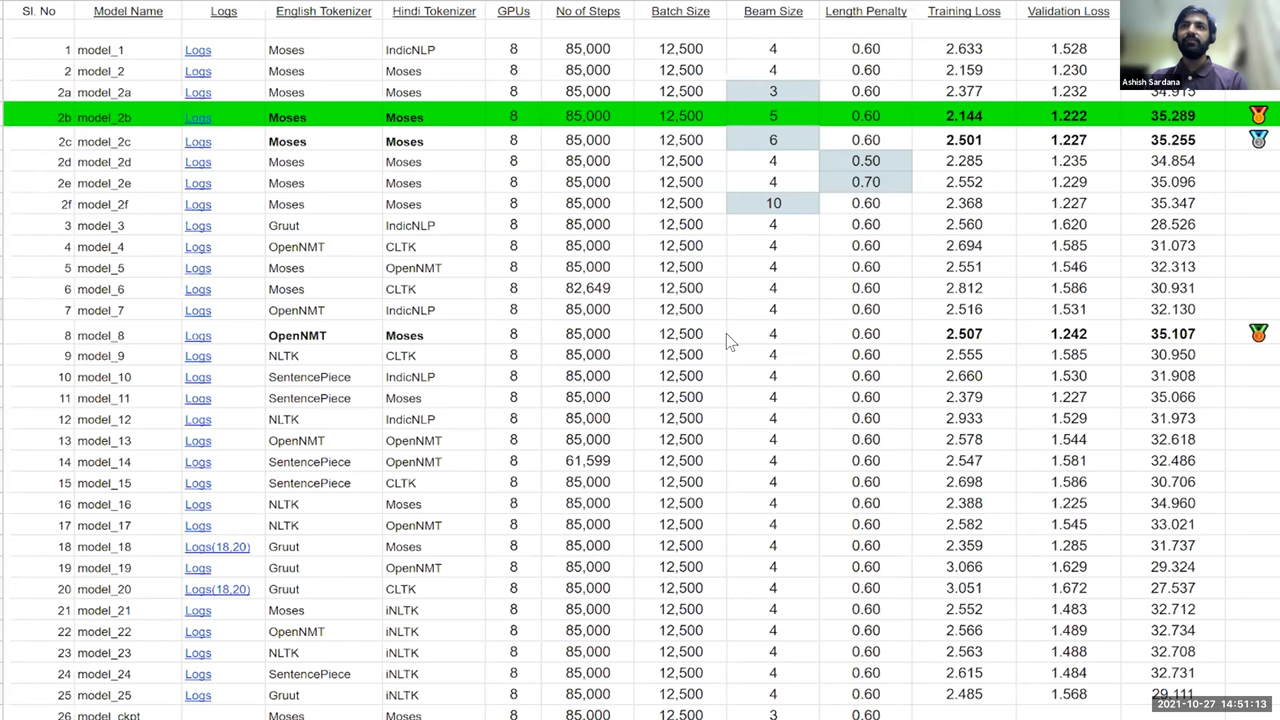 Sl. No Model Name Logs English Tokenizer Hindi Tokenizer GPUs No of Steps Batch Size Beam Size Length Penalty Training Loss Validation Loss
1 model_1 Logs Moses IndicNLP 8 85,000 12,500 4 0.60 2.633 1.528
Ashish Sardana
2 model_2 Logs Moses Moses 8 85,000 12,500 4 0.60 2.159 1.230
2a model_2a Logs Moses Moses 8 85,000 12,500 3 0.60 2.377 1.232 34.915
2b model_2b Logs Moses Moses 8 85,000 12,500 5 0.60 2.144 1.222 35.289
2c model_2c Logs Moses Moses 8 85,000 12,500 6 0.60 2.501 1.227 35.255
2d model_2d Logs Moses Moses 8 85,000 12,500 4 0.50 2.285 1.235 34.854
2e model_2e Logs Moses Moses 8 85,000 12,500 4 0.70 2.552 1.229 35.096
2f model_2f Logs Moses Moses 8 85,000 12,500 10 0.60 2.368 1.227 35.347
3 model_3 Logs Gruut IndicNLP 8 85,000 12,500 4 0.60 2.560 1.620 28.526
4 model_4 Logs OpenNMT CLTK 8 85,000 12,500 4 0.60 2.694 1.585 31.073
5 model_5 Logs Moses OpenNMT 8 85,000 12,500 4 0.60 2.551 1.546 32.313
6 model_6 Logs Moses CLTK 8 82,649 12,500 4 0.60 2.812 1.586 30.931
7 model_7 Logs OpenNMT IndicNLP 8 85,000 12,500 4 0.60 2.516 1.531 32.130
8 model_8 Logs OpenNMT Moses 8 85,000 12,500 4 0.60 2.507 1.242 35.107
9 model_9 Logs NLTK CLTK 8 85,000 12,500 4 0.60 2.555 1.585 30.950
10 model_10 Logs SentencePiece IndicNLP 8 85,000 12,500 4 0.60 2.660 1.530 31.908
11 model_11 Logs SentencePiece Moses 8 85,000 12,500 4 0.60 2.379 1.227 35.066
12 model_12 Logs NLTK IndicNLP 8 85,000 12,500 4 0.60 2.933 1.529 31.973
13 model_13 Logs OpenNMT OpenNMT 8 85,000 12,500 4 0.60 2.578 1.544 32.618
14 model_14 Logs SentencePiece OpenNMT 8 61,599 12,500 4 0.60 2.547 1.581 32.486
15 model_15 Logs SentencePiece CLTK 8 85,000 12,500 4 0.60 2.698 1.586 30.706
16 model_16 Logs NLTK Moses 8 85,000 12,500 4 0.60 2.388 1.225 34.960
17 model_17 Logs NLTK OpenNMT 8 85,000 12,500 4 0.60 2.582 1.545 33.021
18 model_18 Logs(18,20) Gruut Moses 8 85,000 12,500 4 0.60 2.359 1.285 31.737
19 model_19 Logs Gruut OpenNMT 8 85,000 12,500 4 0.60 3.066 1.629 29.324
20 model_20 Logs(18,20) Gruut CLTK 8 85,000 12,500 4 0.60 3.051 1.672 27.537
21 model_21 Logs Moses iNLTK 8 85,000 12,500 4 0.60 2.552 1.483 32.712
22 model_22 Logs OpenNMT iNLTK 8 85,000 12,500 4 0.60 2.566 1.489 32.734
23 model_23 Logs NLTK iNLTK 8 85,000 12,500 4 0.60 2.563 1.488 32.708
24 model_24 Logs SentencePiece iNLTK 8 85,000 12,500 4 0.60 2.615 1.484 32.731
25 model_25 Logs Gruut iNLTK 8 85,000 12,500 4 0.60 2.485 1.568 29.111
2021-10-27 14:51:13
26 model_ckpt Moses Moses 8 85,000 12,500 3 0.60